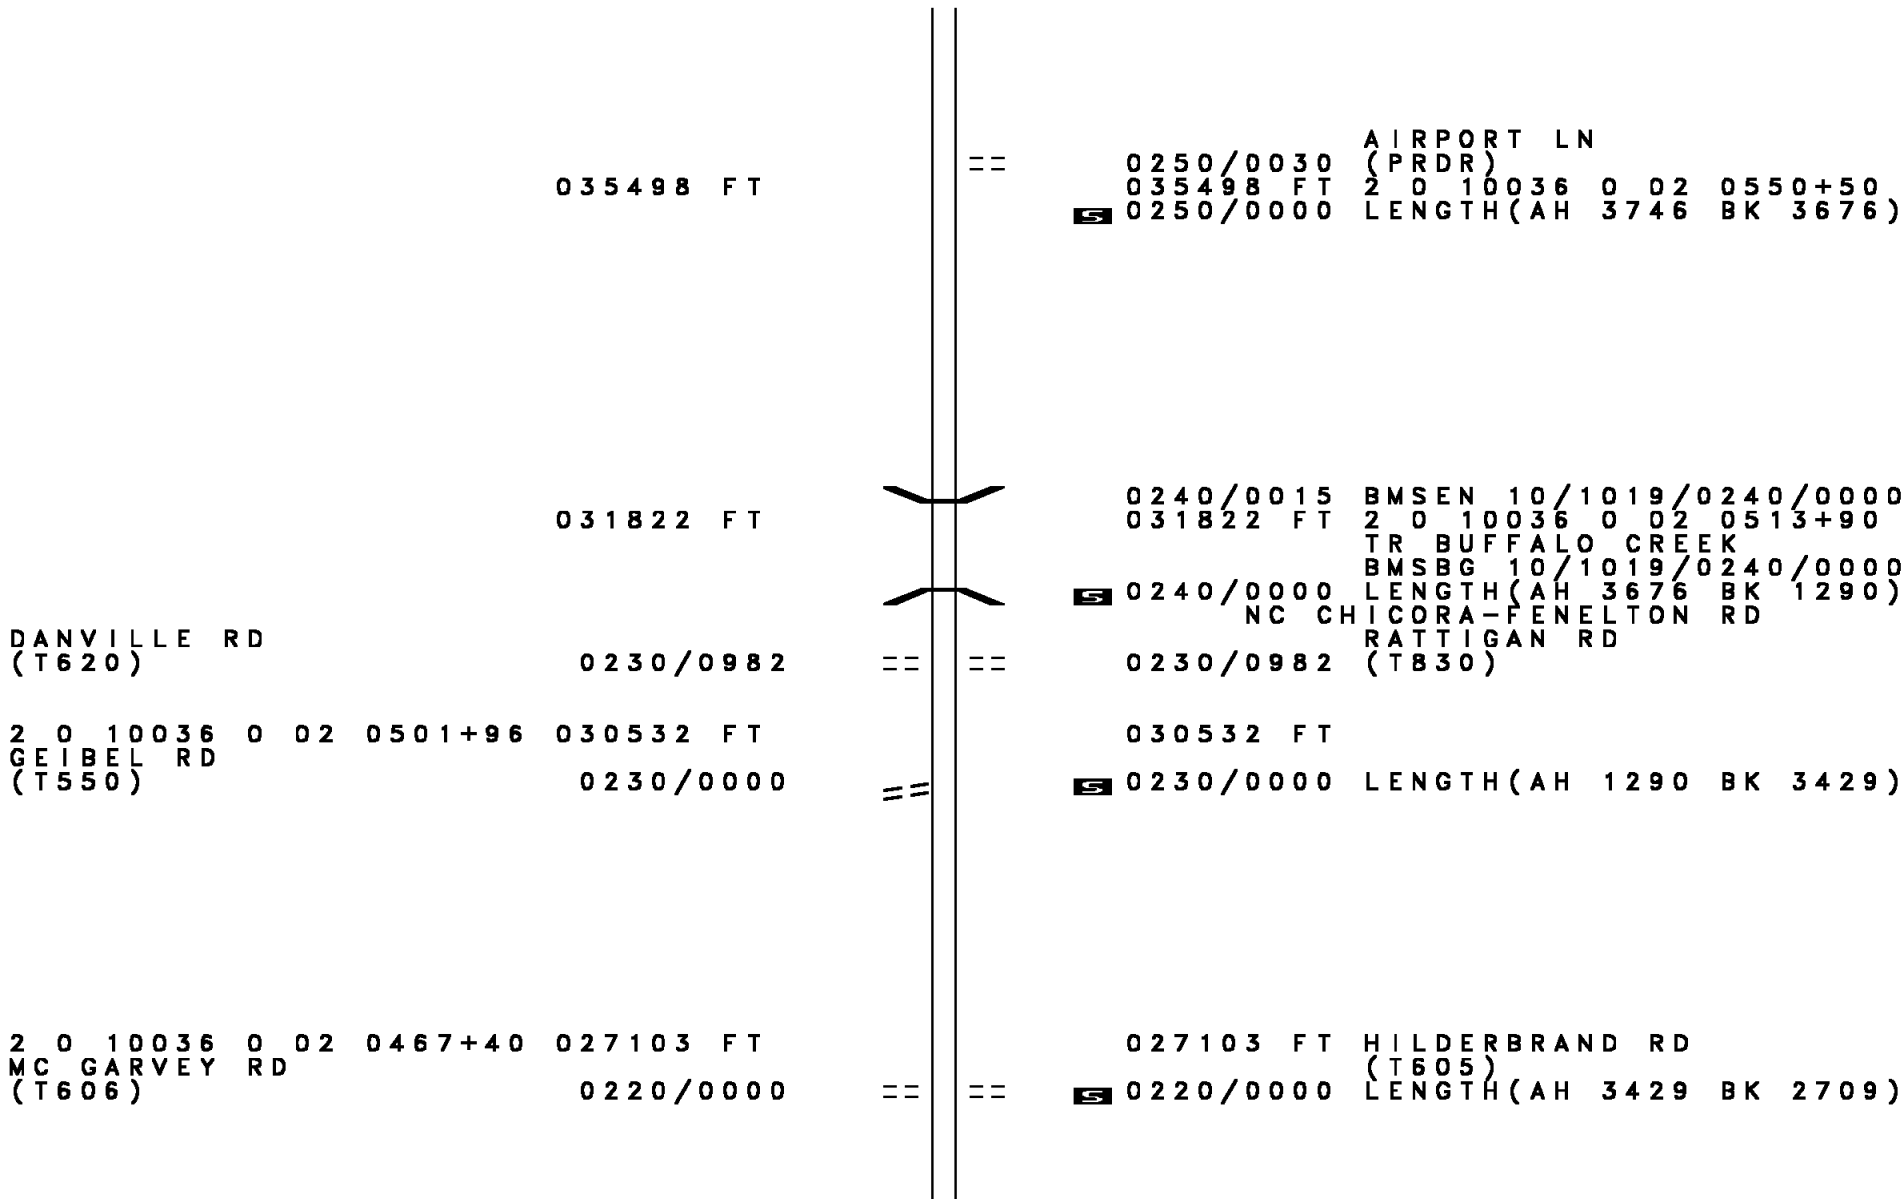 AIRPORT LN
0250/0030 (PRDR)
035498 FT 035498 FT 2 0 10036 0 02 0550+50
S 0250/0000 LENGTH(AH 3746 BK 3676)
0240/0015 BMSEN 10/1019/0240/0000
031822 FT 031822 FT 2 0 10036 0 02 0513+90
TR BUFFALO CREEK
BMSBG 10/1019/0240/0000
S 0240/0000 LENGTH(AH 3676 BK 1290)
NC CHICORA-FENELTON RD
DANVILLE RD RATTIGAN RD
(T620) 0230/0982 0230/0982 (T830)
2 0 10036 0 02 0501+96 030532 FT 030532 FT
GEIBEL RD
(T550) 0230/0000 S 0230/0000 LENGTH(AH 1290 BK 3429)
2 0 10036 0 02 0467+40 027103 FT 027103 FT HILDERBRAND RD
MC GARVEY RD (T605)
(T606) 0220/0000 S 0220/0000 LENGTH(AH 3429 BK 2709)